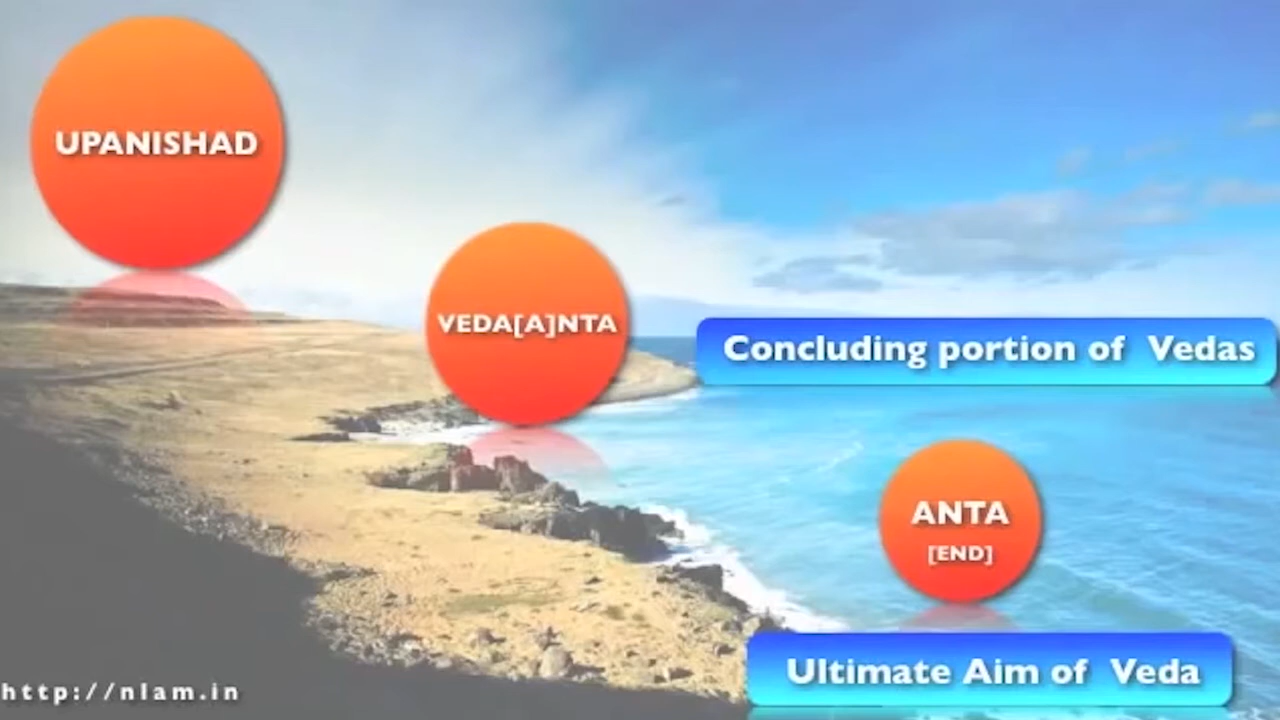 UPANISHAD
VEDA[A]NTA
Concluding portion of Vedas
ANTA
[END]
Ultimate Aim of Veda
http://nlam.in